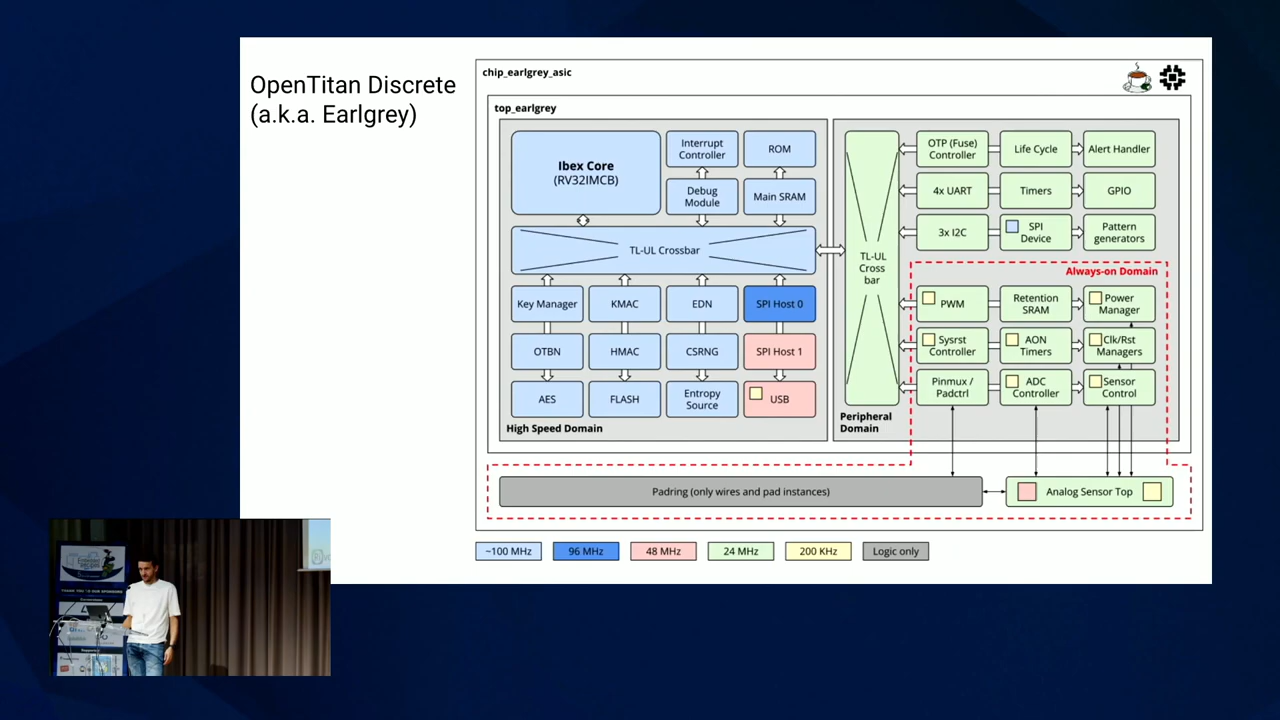 OpenTitan Discrete
(a.k.a. Earlgrey)
chip_earlgrey_asic
top_earlgrey
Ibex Core
(RV32IMCB)
Interrupt
Controller
ROM
Debug
Module
Main SRAM
TL-UL Crossbar
Key Manager
KMAC
EDN
SPI Host 0
OTBN
HMAC
CSRNG
SPI Host 1
AES
FLASH
Entropy
Source
USB
High Speed Domain
TL-UL
Cross
bar
Peripheral
Domain
OTP (Fuse)
Controller
Life Cycle
Alert Handler
4x UART
Timers
GPIO
3x I2C
SPI
Device
Pattern
generators
Always-on Domain
PWM
Retention
SRAM
Power
Manager
Sysrst
Controller
AON
Timers
Clk/Rst
Managers
Pinmux /
Padctrl
ADC
Controller
Sensor
Control
Padring (only wires and pad instances)
Analog Sensor Top
~100 MHz
96 MHz
48 MHz
24 MHz
200 KHz
Logic only
THANK YOU TO OUR SPONSORS